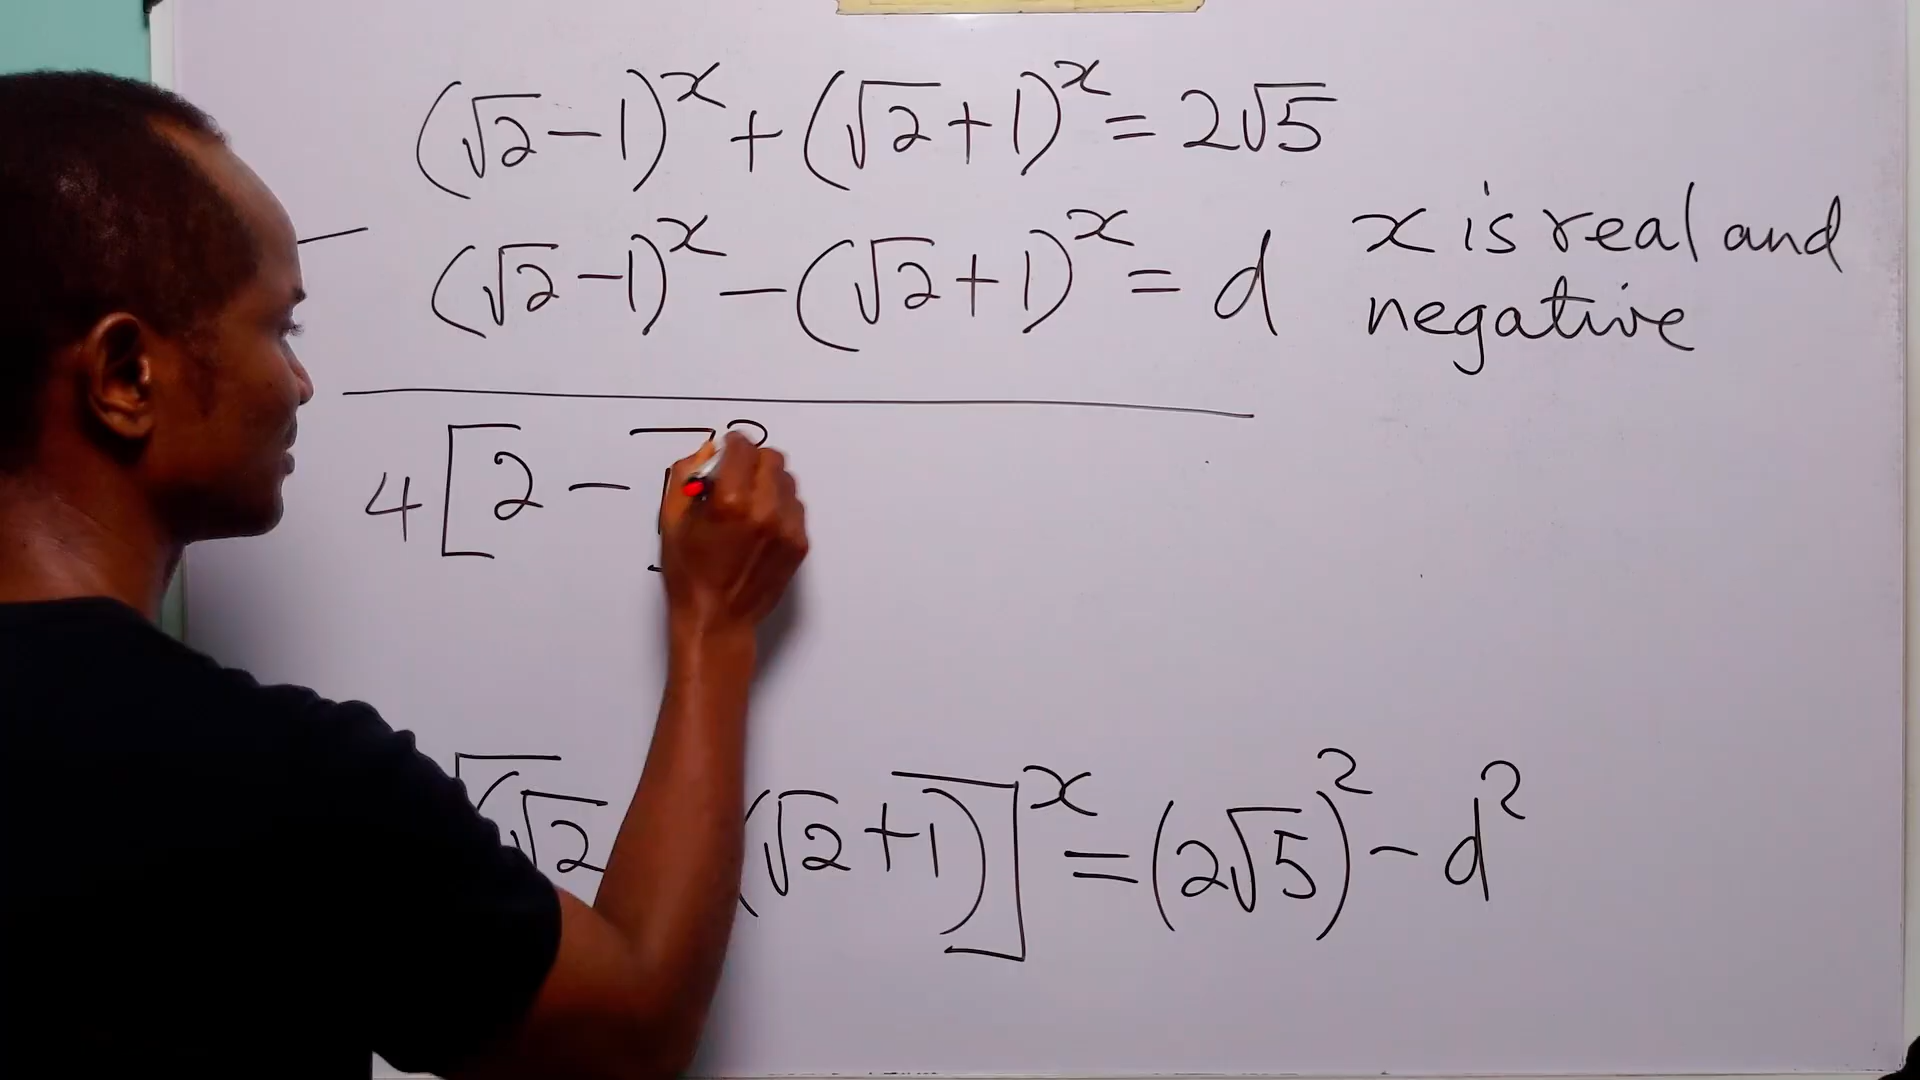 (√2-1)^x + (√2+1)^x = 2√5
(√2-1)^x - (√2+1)^x = d
x is real and
negative
4[2-
[(√2 (√2+1)]^x = (2√5)^2 - d^2